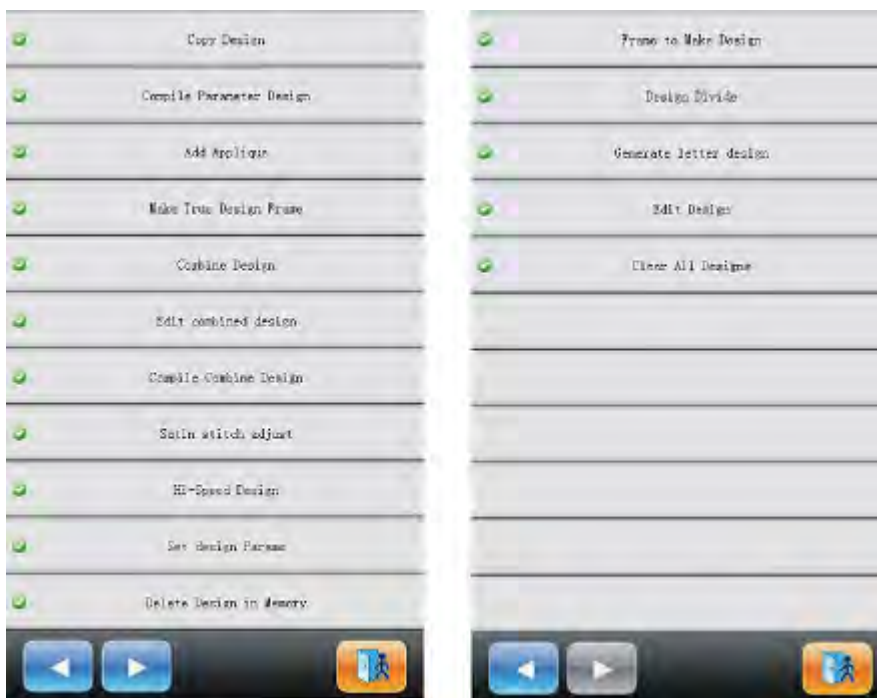 Copy Design
Compile Parameter Design
Add Applique
Make True Design Frame
Combine Design
Edit combined design
Compile Combine Design
Satin stitch adjust
Hi-Speed Design
Set design Params
Delete Design in Memory
Frame to Make Design
Design Divide
Generate letter design
Edit Design
Clear All Designs